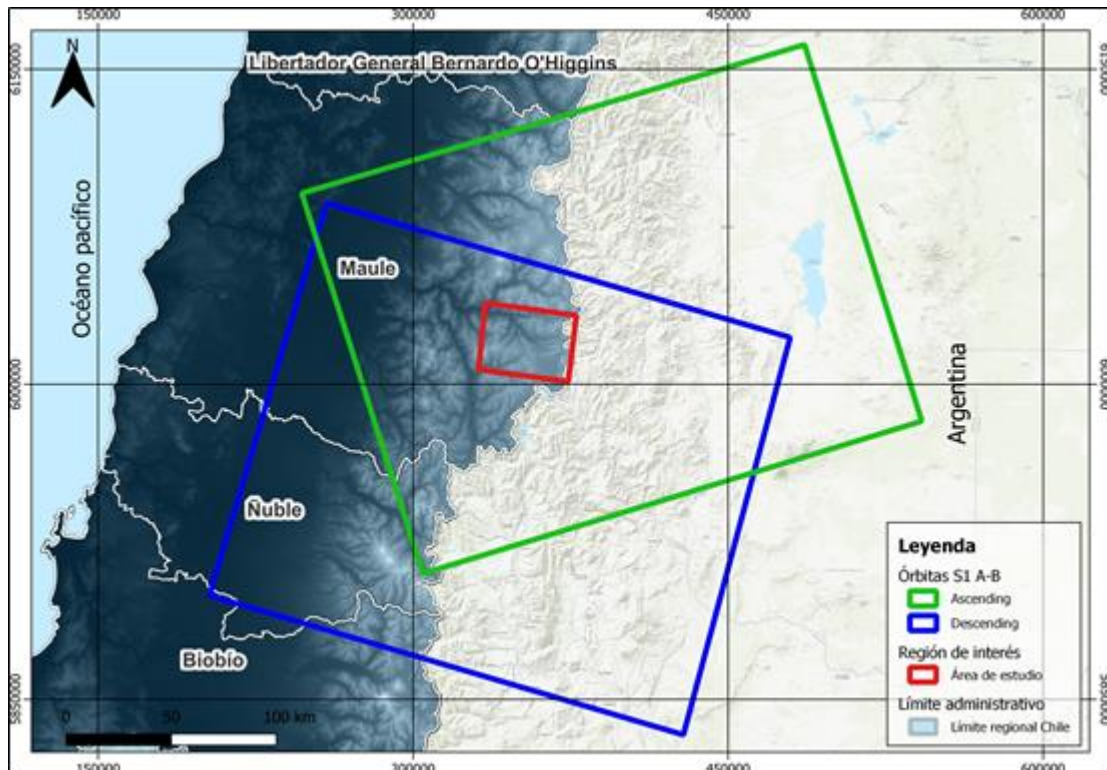 150000
300000
450000
600000
N
Libertador General Bernardo O'Higgins
6150000
Océano pacífico
Maule
6000000
6000000
Argentina
Ñuble
Leyenda
Órbitas S1 A-B
Ascending
Descending
Región de interés
Área de estudio
Límite administrativo
Límite regional Chile
Biobío
0
50
100 km
150000
300000
450000
600000